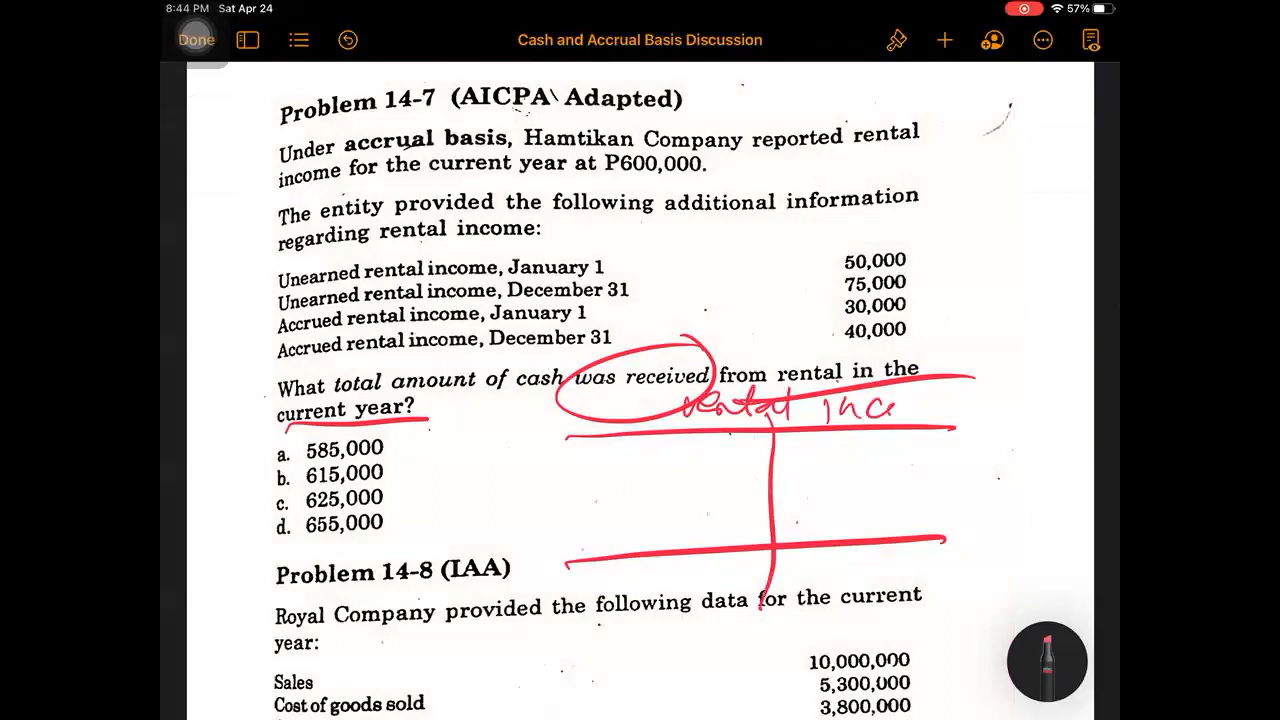 8:44 PM Sat Apr 24
57%
Done
Cash and Accrual Basis Discussion
Problem 14-7 (AICPA Adapted)
Under accrual basis, Hamtikan Company reported rental
income for the current year at P600,000.
The entity provided the following additional information
regarding rental income:
Unearned rental income, January 1 50,000
Unearned rental income, December 31 75,000
Accrued rental income, January 1 30,000
Accrued rental income, December 31 40,000
What total amount of cash was received from rental in the
current year?
rental inc
a. 585,000
b. 615,000
c. 625,000
d. 655,000
Problem 14-8 (IAA)
Royal Company provided the following data for the current
year:
Sales 10,000,000
Cost of goods sold 5,300,000
3,800,000